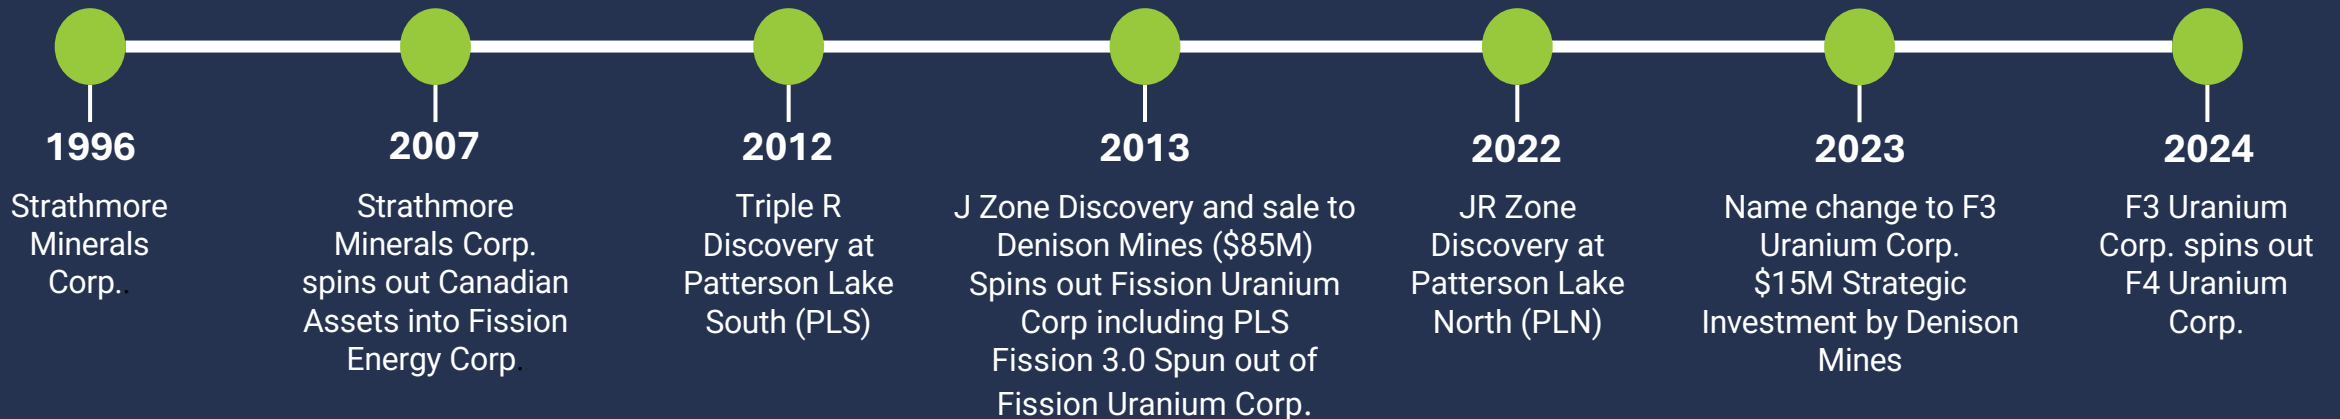 1996
Strathmore
Minerals
Corp..
2007
Strathmore
Minerals Corp.
spins out Canadian
Assets into Fission
Energy Corp.
2012
Triple R
Discovery at
Patterson Lake
South (PLS)
2013
J Zone Discovery and sale to
Denison Mines ($85M)
Spins out Fission Uranium
Corp including PLS
Fission 3.0 Spun out of
Fission Uranium Corp.
2022
JR Zone
Discovery at
Patterson Lake
North (PLN)
2023
Name change to F3
Uranium Corp.
$15M Strategic
Investment by Denison
Mines
2024
F3 Uranium
Corp. spins out
F4 Uranium
Corp.